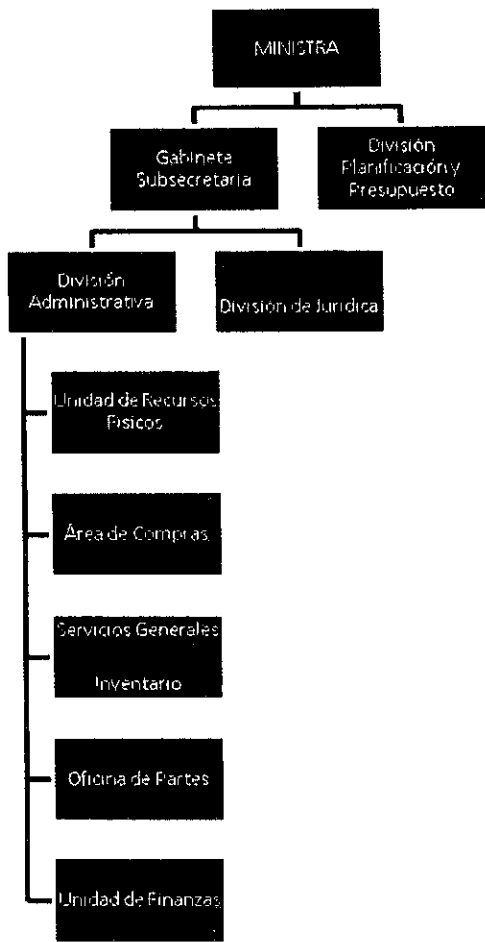 MINISTRA
Gabinete
Subsecretaria
División
Planificación y
Presupuesto
División
Administrativa
División de Jurídica
Unidad de Recursos
Físicos
Área de Compras
Servicios Generales
Inventario
Oficina de Partes
Unidad de Finanzas